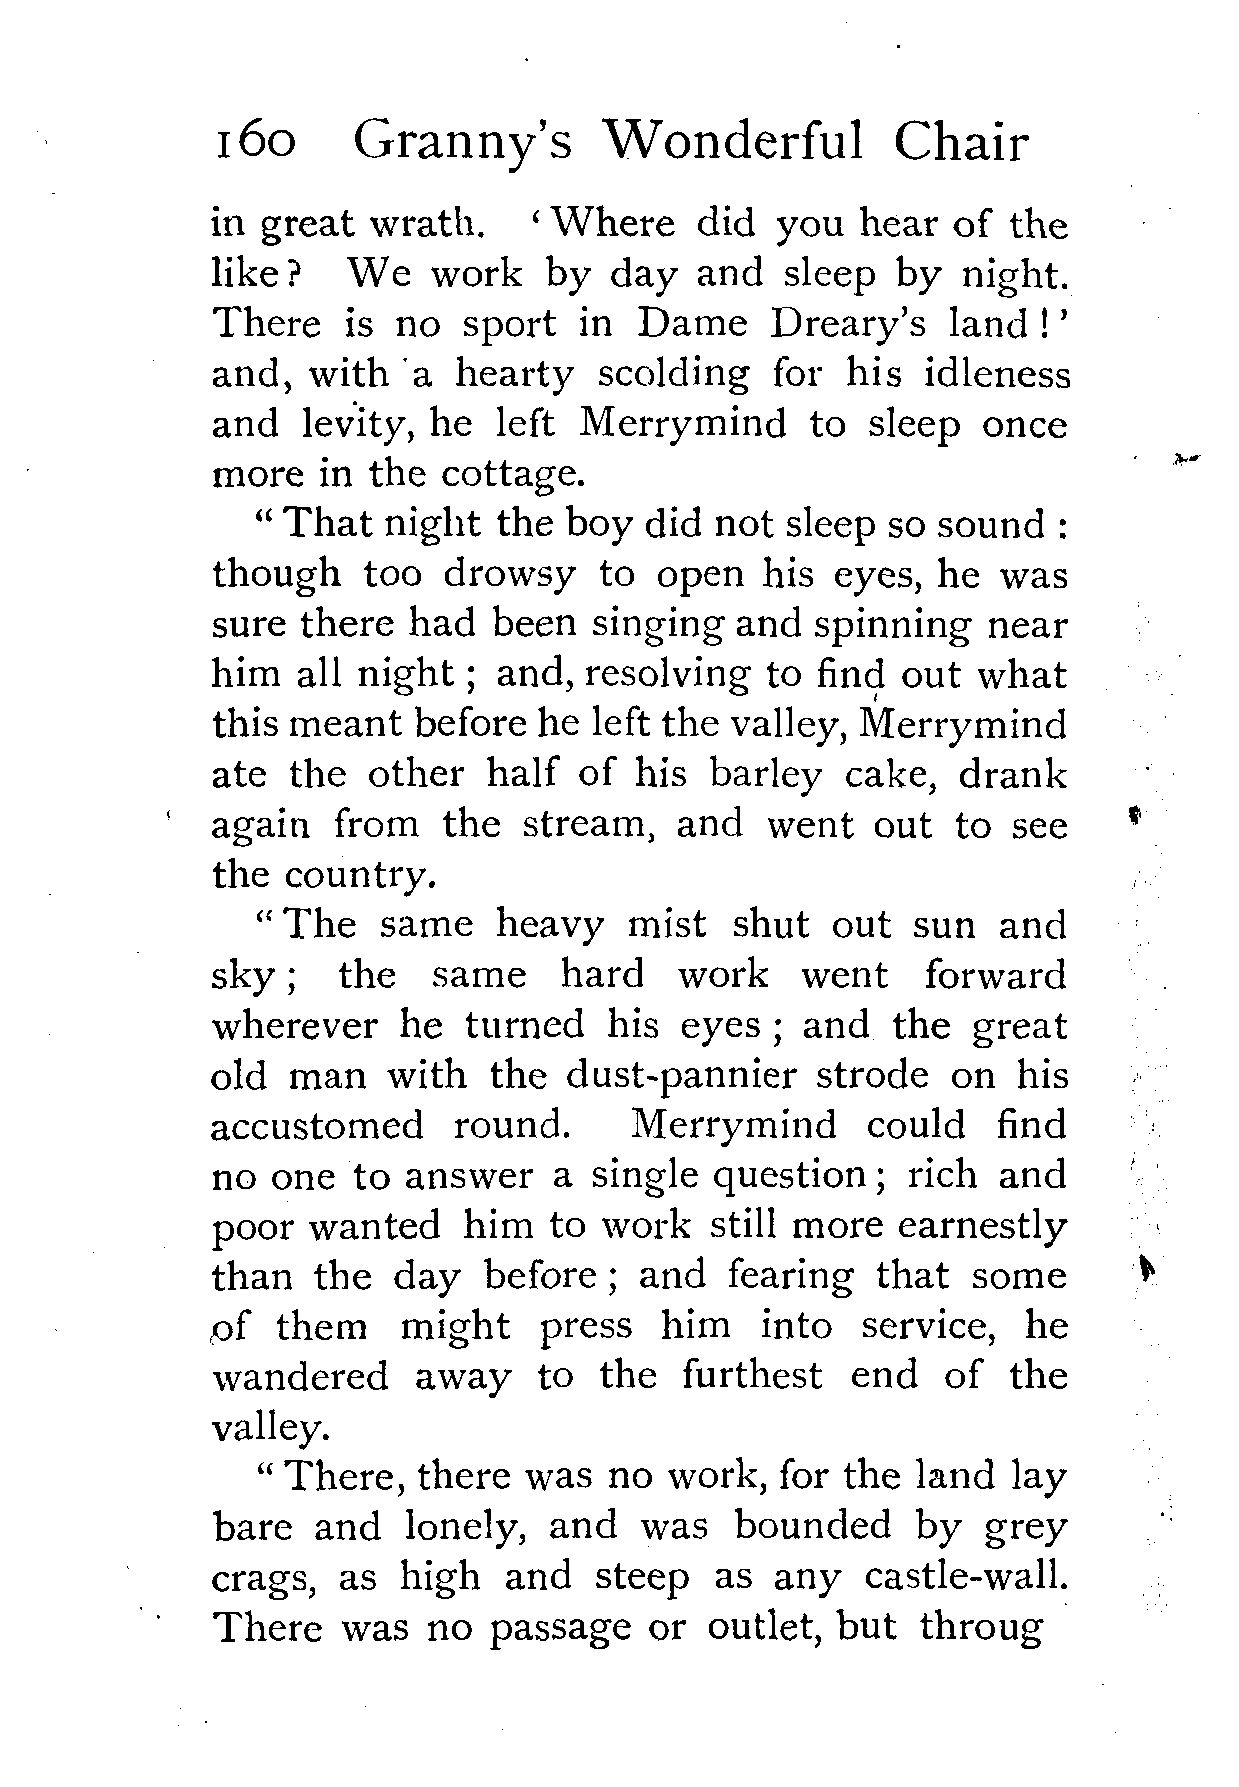 160 Granny's Wonderful Chair
in great wrath. ‘Where did you hear of the
like? We work by day and sleep by night.
There is no sport in Dame Dreary's land!’
and, with a hearty scolding for his idleness
and levity, he left Merrymind to sleep once
more in the cottage.
“That night the boy did not sleep so sound :
though too drowsy to open his eyes, he was
sure there had been singing and spinning near
him all night ; and, resolving to find out what
this meant before he left the valley, Merrymind
ate the other half of his barley cake, drank
again from the stream, and went out to see
the country.
“The same heavy mist shut out sun and
sky ; the same hard work went forward
wherever he turned his eyes ; and the great
old man with the dust-pannier strode on his
accustomed round. Merrymind could find
no one to answer a single question ; rich and
poor wanted him to work still more earnestly
than the day before ; and fearing that some
of them might press him into service, he
wandered away to the furthest end of the
valley.
“There, there was no work, for the land lay
bare and lonely, and was bounded by grey
crags, as high and steep as any castle-wall.
There was no passage or outlet, but throug